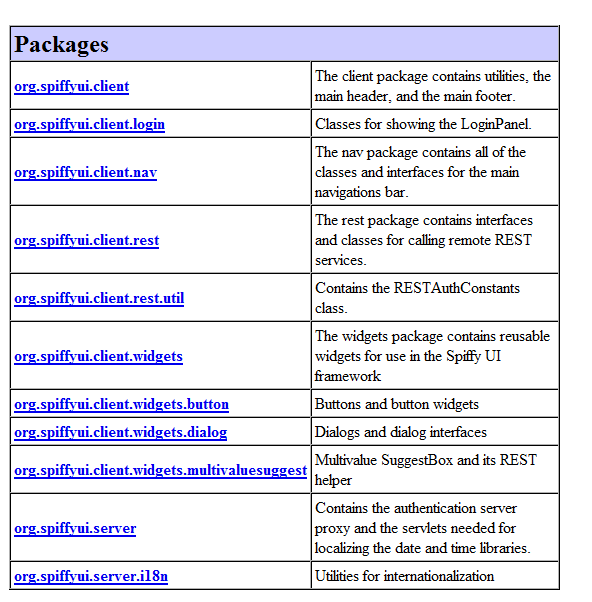 Packages
org.spiffyui.client
The client package contains utilities, the
main header, and the main footer.
org.spiffyui.client.login
Classes for showing the LoginPanel.
org.spiffyui.client.nav
The nav package contains all of the
classes and interfaces for the main
navigations bar.
org.spiffyui.client.rest
The rest package contains interfaces
and classes for calling remote REST
services.
org.spiffyui.client.rest.util
Contains the RESTAuthConstants
class.
org.spiffyui.client.widgets
The widgets package contains reusable
widgets for use in the Spiffy UI
framework
org.spiffyui.client.widgets.button
Buttons and button widgets
org.spiffyui.client.widgets.dialog
Dialogs and dialog interfaces
org.spiffyui.client.widgets.multivaluesuggest
Multivalue SuggestBox and its REST
helper
org.spiffyui.server
Contains the authentication server
proxy and the servlets needed for
localizing the date and time libraries.
org.spiffyui.server.i18n
Utilities for internationalization